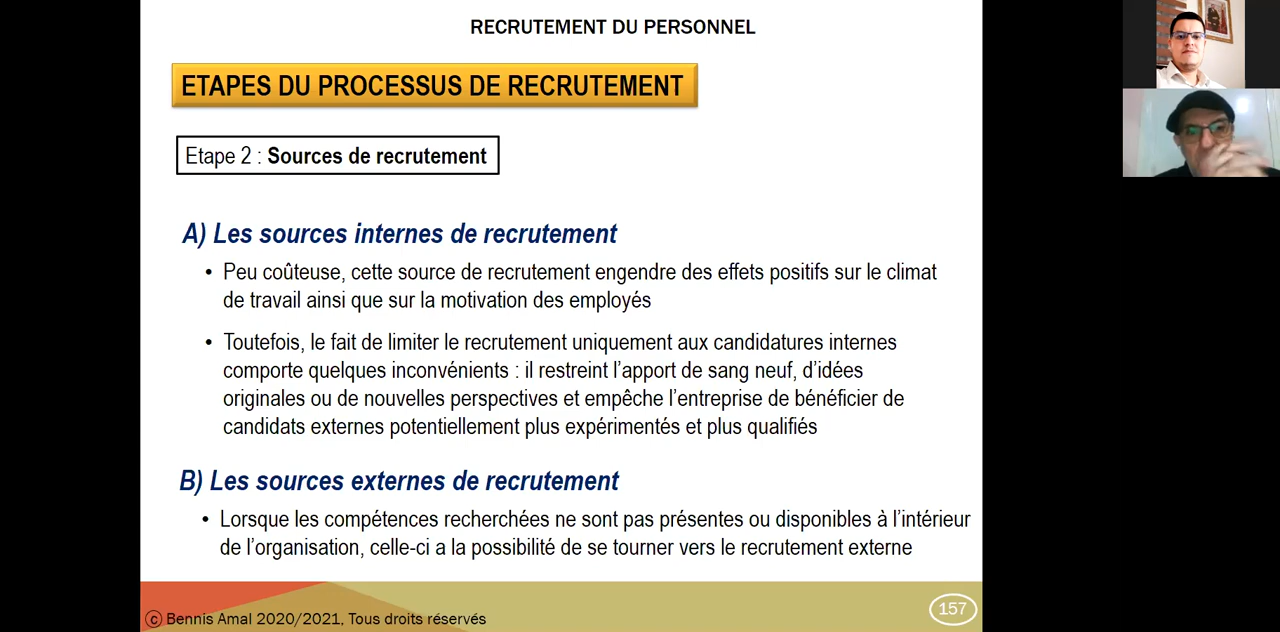 RECRUTEMENT DU PERSONNEL
ETAPES DU PROCESSUS DE RECRUTEMENT
Etape 2 : Sources de recrutement
A) Les sources internes de recrutement
• Peu coûteuse, cette source de recrutement engendre des effets positifs sur le climat
de travail ainsi que sur la motivation des employés
• Toutefois, le fait de limiter le recrutement uniquement aux candidatures internes
comporte quelques inconvénients : il restreint l'apport de sang neuf, d'idées
originales ou de nouvelles perspectives et empêche l'entreprise de bénéficier de
candidats externes potentiellement plus expérimentés et plus qualifiés
B) Les sources externes de recrutement
• Lorsque les compétences recherchées ne sont pas présentes ou disponibles à l'intérieur
de l'organisation, celle-ci a la possibilité de se tourner vers le recrutement externe
© Bennis Amal 2020/2021, Tous droits réservés
157